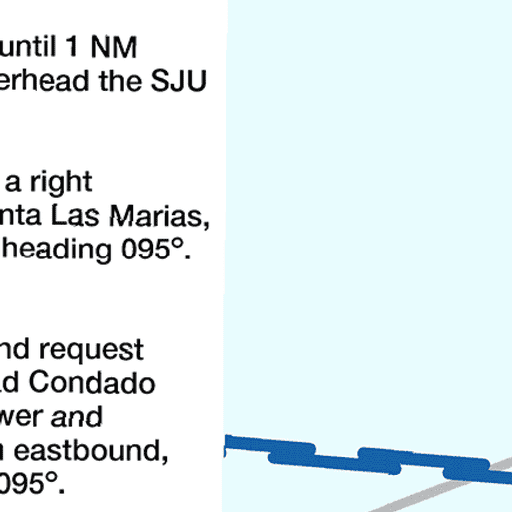 until 1 NM
erhead the SJU
a right
nta Las Marias,
heading 095°.
nd request
d Condado
wer and
eastbound,
095°.